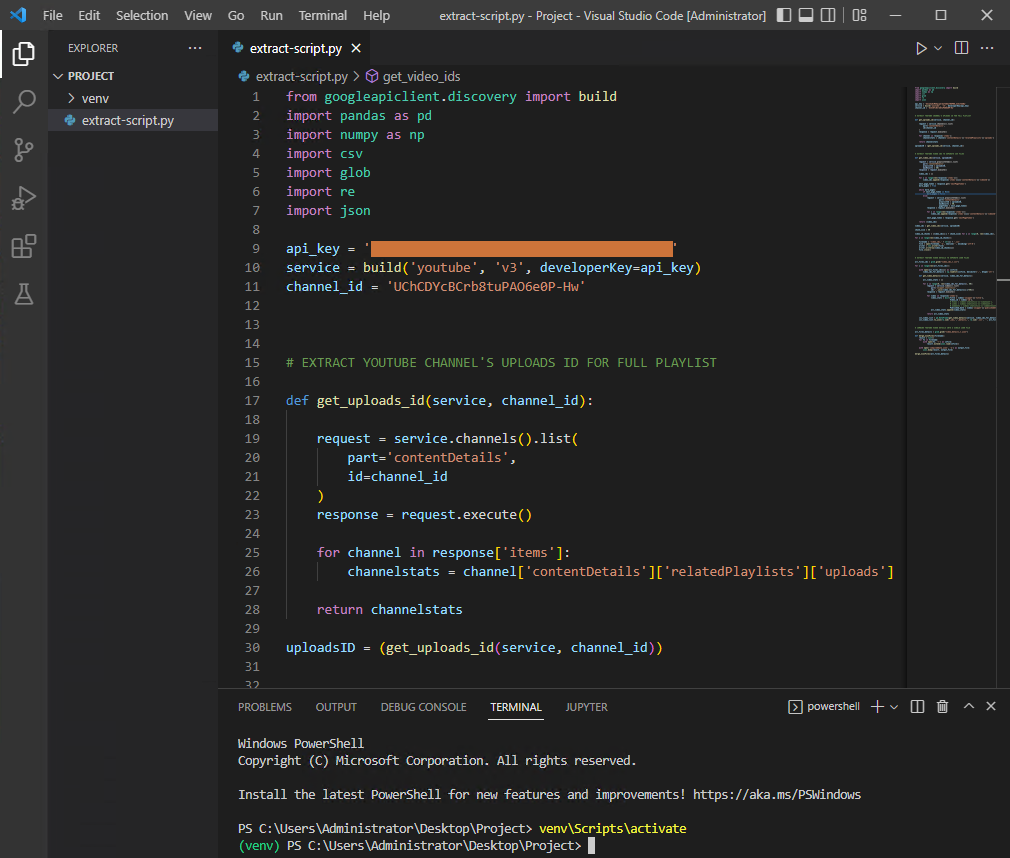 File Edit Selection View Go Run Terminal Help extract-script.py - Project - Visual Studio Code [Administrator]
EXPLORER ...
PROJECT
venv
extract-script.py
extract-script.py
extract-script.py > get_video_ids
1 from googleapiclient.discovery import build
2 import pandas as pd
3 import numpy as np
4 import csv
5 import glob
6 import re
7 import json
8
9 api_key = ' '
10 service = build('youtube', 'v3', developerKey=api_key)
11 channel_id = 'UChCDYcBCrb8tuPAO6e0P-Hw'
12
13
14
15 # EXTRACT YOUTUBE CHANNEL'S UPLOADS ID FOR FULL PLAYLIST
16
17 def get_uploads_id(service, channel_id):
18
19     request = service.channels().list(
20         part='contentDetails',
21         id=channel_id
22     )
23     response = request.execute()
24
25     for channel in response['items']:
26         channelstats = channel['contentDetails']['relatedPlaylists']['uploads']
27
28     return channelstats
29
30 uploadsID = (get_uploads_id(service, channel_id))
31
32
PROBLEMS OUTPUT DEBUG CONSOLE TERMINAL JUPYTER powershell
Windows PowerShell
Copyright (C) Microsoft Corporation. All rights reserved.
Install the latest PowerShell for new features and improvements! https://aka.ms/PSWindows
PS C:\Users\Administrator\Desktop\Project> venv\Scripts\activate
(venv) PS C:\Users\Administrator\Desktop\Project>